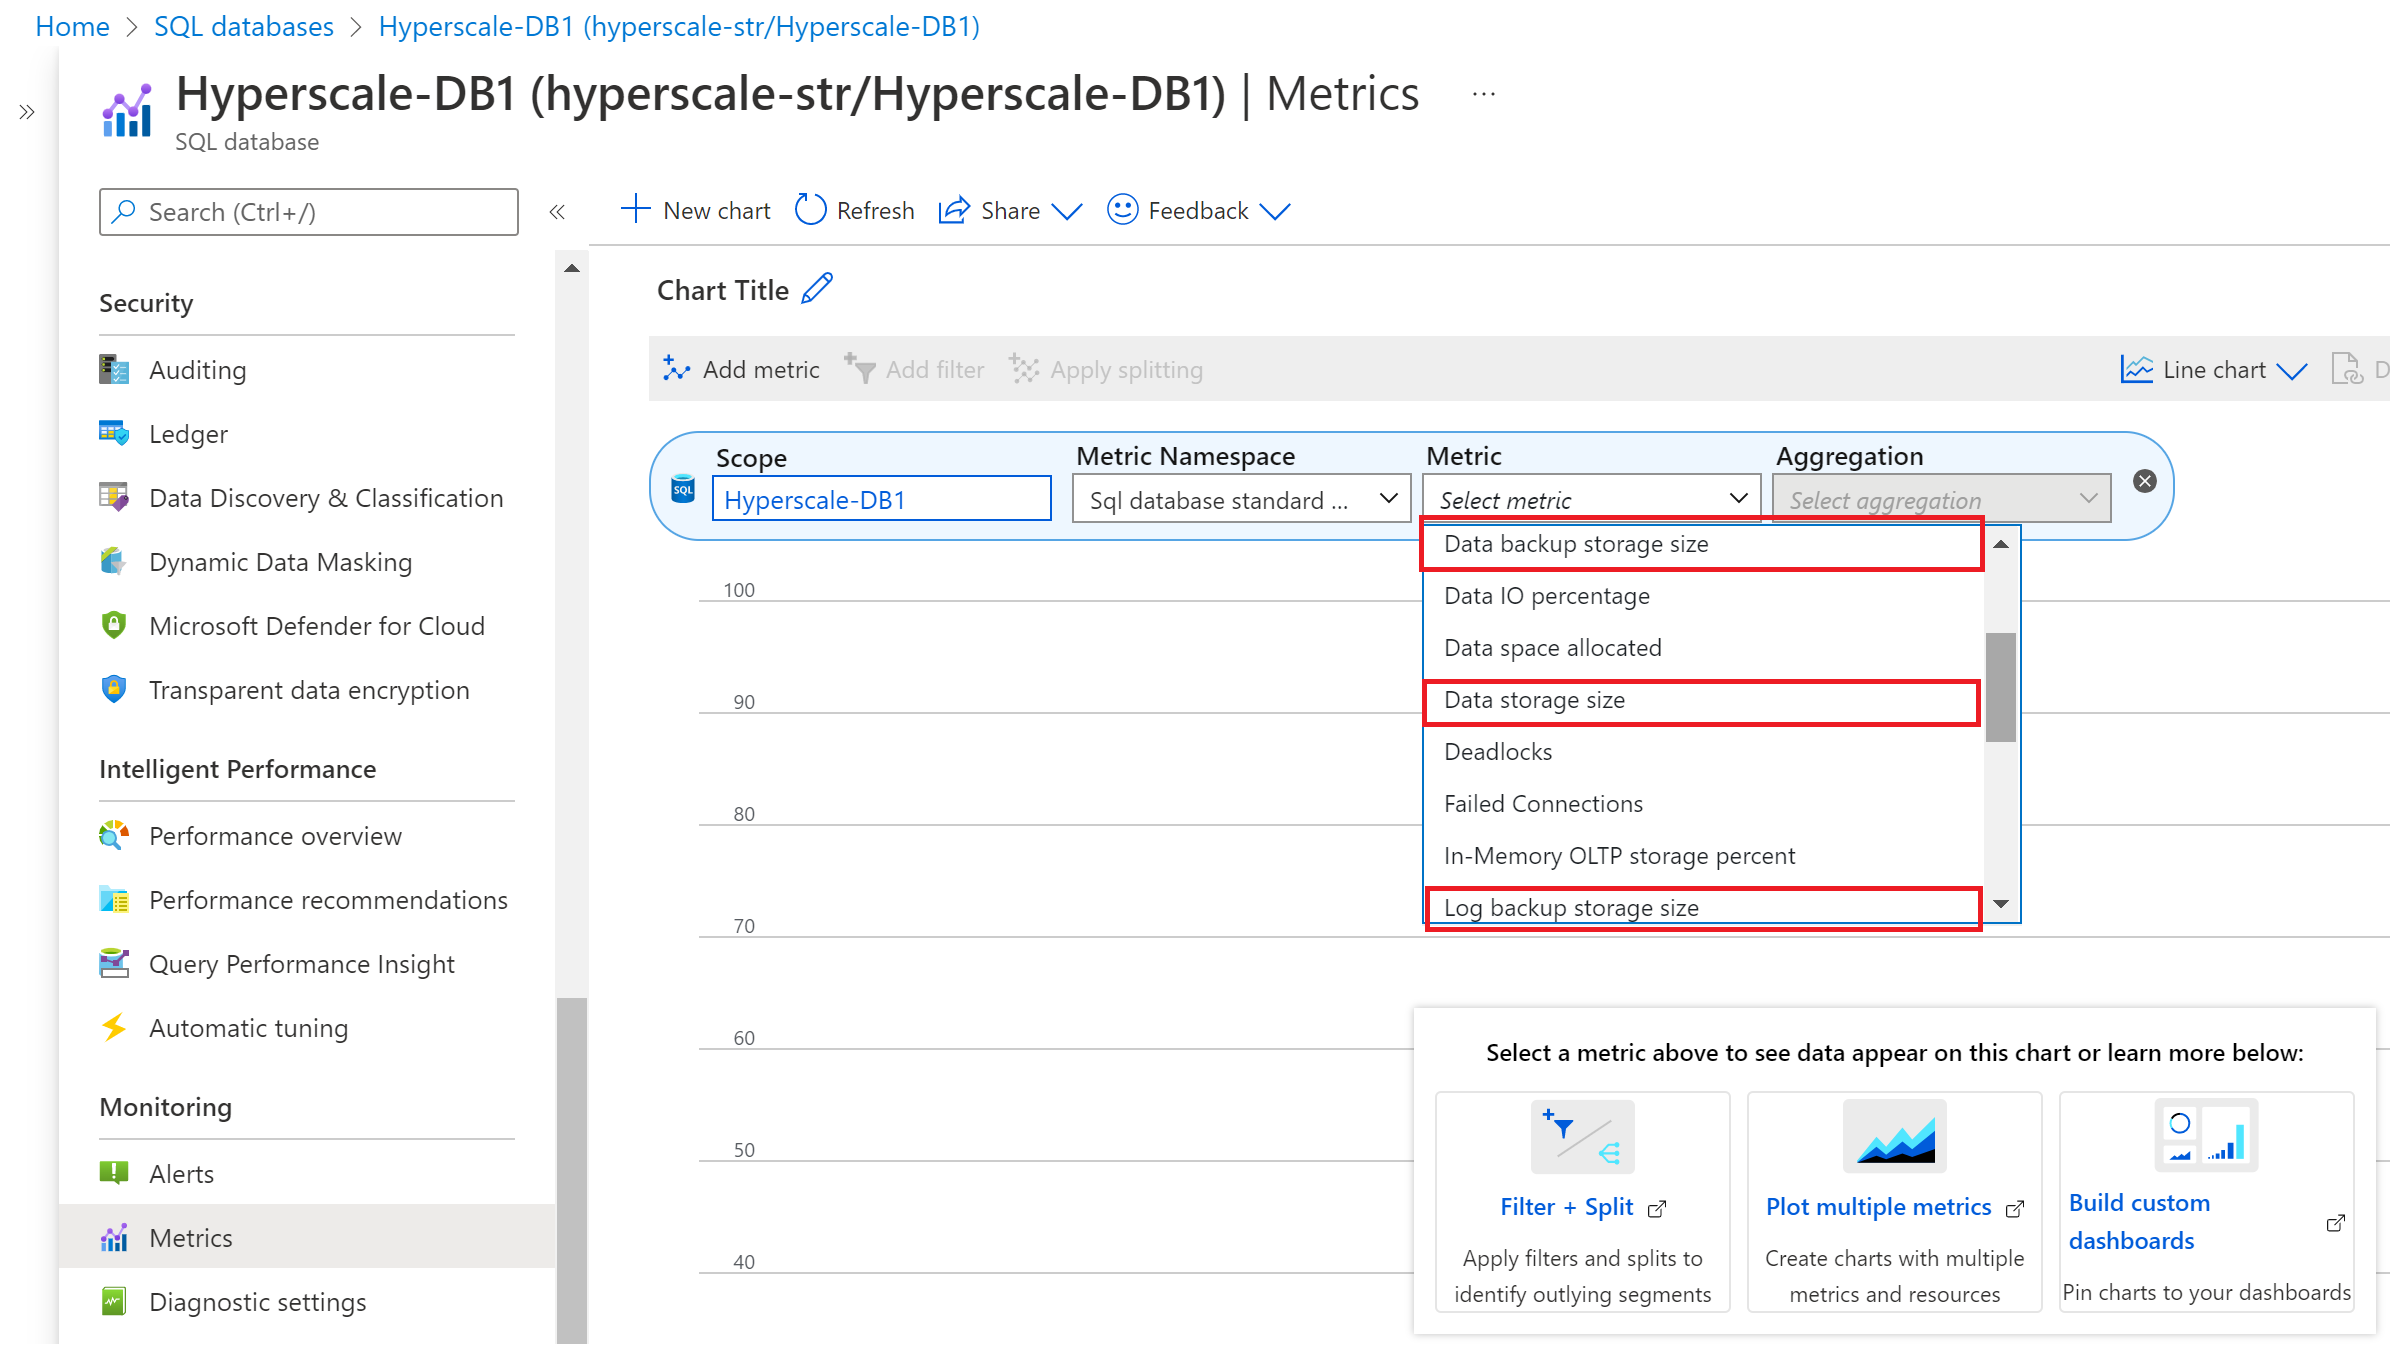 Home > SQL databases > Hyperscale-DB1 (hyperscale-str/Hyperscale-DB1)
Hyperscale-DB1 (hyperscale-str/Hyperscale-DB1) | Metrics ...
SQL database
Search (Ctrl+/)
New chart Refresh Share Feedback
Security
Auditing
Ledger
Data Discovery & Classification
Dynamic Data Masking
Microsoft Defender for Cloud
Transparent data encryption
Intelligent Performance
Performance overview
Performance recommendations
Query Performance Insight
Automatic tuning
Monitoring
Alerts
Metrics
Diagnostic settings
Chart Title
Add metric Add filter Apply splitting Line chart D
Scope Metric Namespace Metric Aggregation
SQL Hyperscale-DB1 Sql database standard ... Select metric Select aggregation
Data backup storage size
Data IO percentage
Data space allocated
Data storage size
Deadlocks
Failed Connections
In-Memory OLTP storage percent
Log backup storage size
100
90
80
70
60
50
40
Select a metric above to see data appear on this chart or learn more below:
Filter + Split
Apply filters and splits to
identify outlying segments
Plot multiple metrics
Create charts with multiple
metrics and resources
Build custom
dashboards
Pin charts to your dashboards